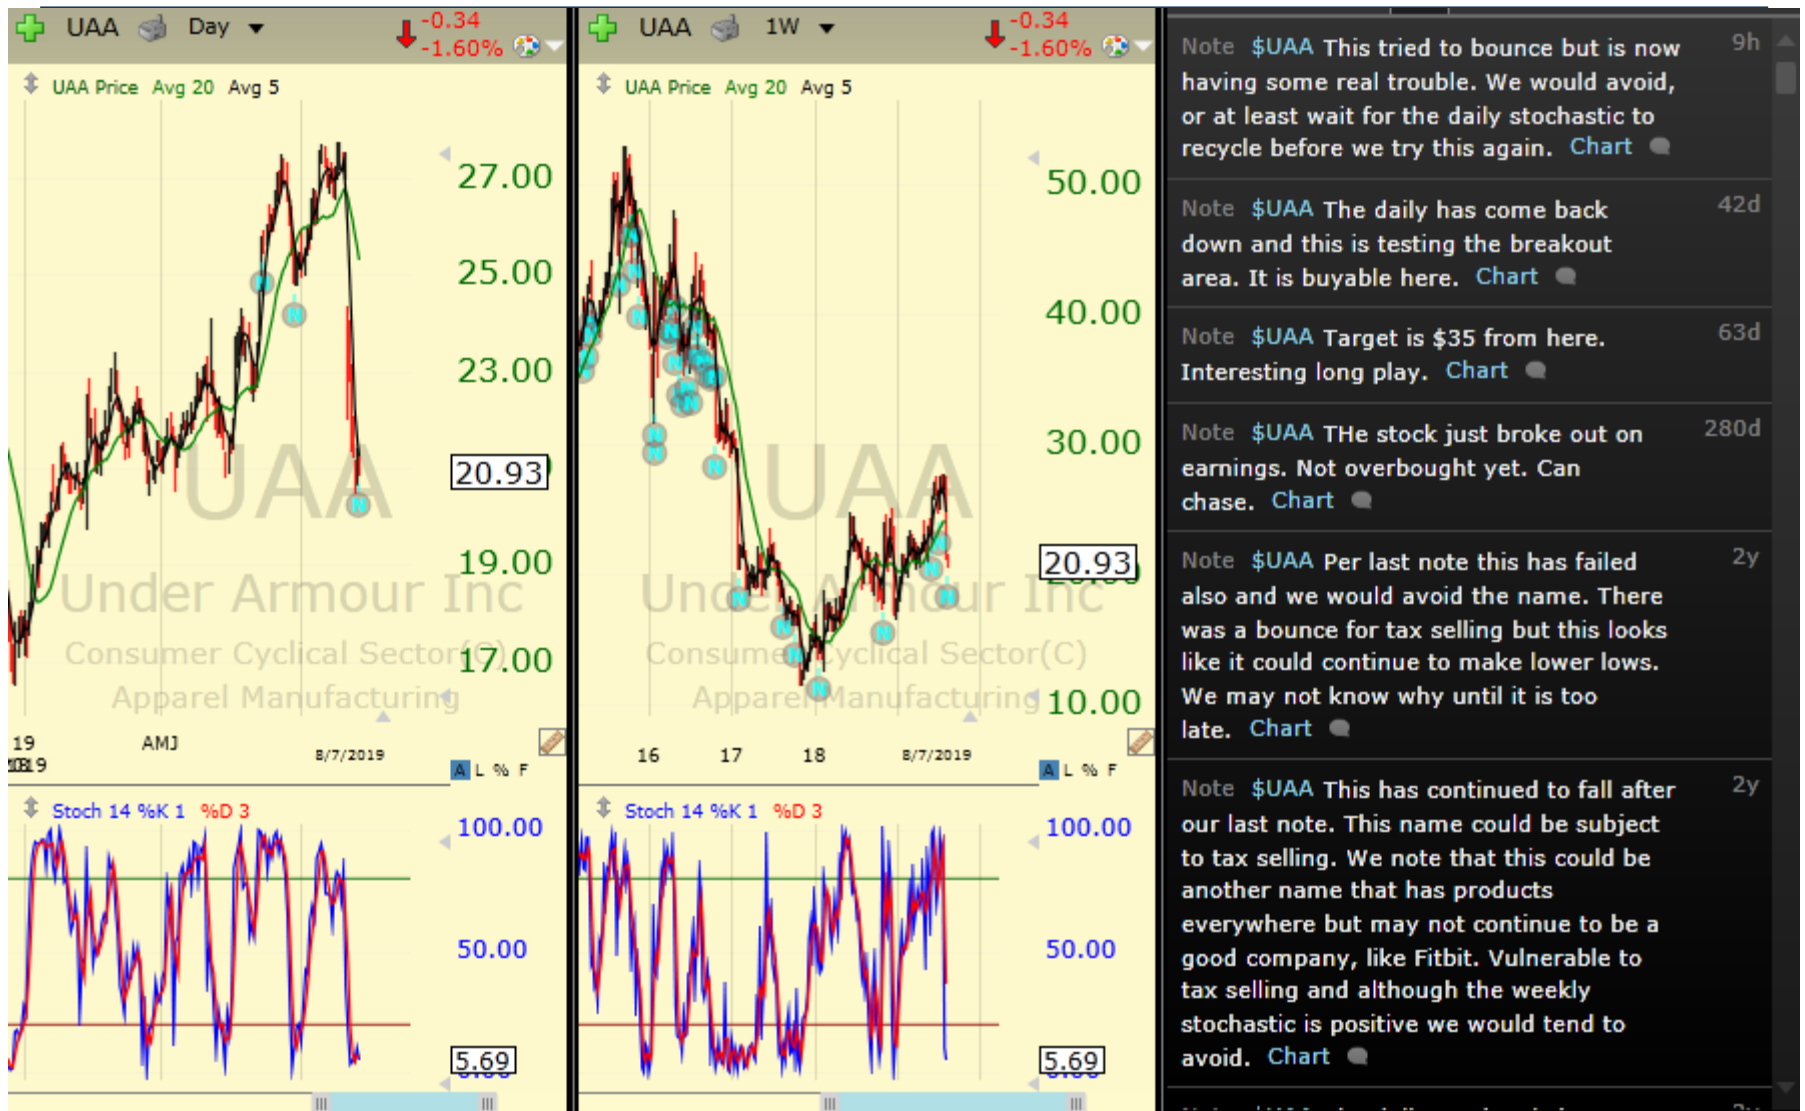 UAA Day -0.34
-1.60%
UAA Price Avg 20 Avg 5
27.00
25.00
23.00
UAA
20.93
19.00
Under Armour Inc
Consumer Cyclical Sector(C)
17.00
Apparel Manufacturing
19 AMJ 8/7/2019
A L % F
Stoch 14 %K 1 %D 3
100.00
50.00
5.69
UAA 1W -0.34
-1.60%
UAA Price Avg 20 Avg 5
50.00
40.00
30.00
UAA
20.93
Under Armour Inc
Consumer Cyclical Sector(C)
Apparel Manufacturing
10.00
16 17 18 8/7/2019
A L % F
Stoch 14 %K 1 %D 3
100.00
50.00
5.69
Note $UAA This tried to bounce but is now 9h
having some real trouble. We would avoid,
or at least wait for the daily stochastic to
recycle before we try this again. Chart
Note $UAA The daily has come back 42d
down and this is testing the breakout
area. It is buyable here. Chart
Note $UAA Target is $35 from here. 63d
Interesting long play. Chart
Note $UAA THe stock just broke out on 280d
earnings. Not overbought yet. Can
chase. Chart
Note $UAA Per last note this has failed 2y
also and we would avoid the name. There
was a bounce for tax selling but this looks
like it could continue to make lower lows.
We may not know why until it is too
late. Chart
Note $UAA This has continued to fall after 2y
our last note. This name could be subject
to tax selling. We note that this could be
another name that has products
everywhere but may not continue to be a
good company, like Fitbit. Vulnerable to
tax selling and although the weekly
stochastic is positive we would tend to
avoid. Chart